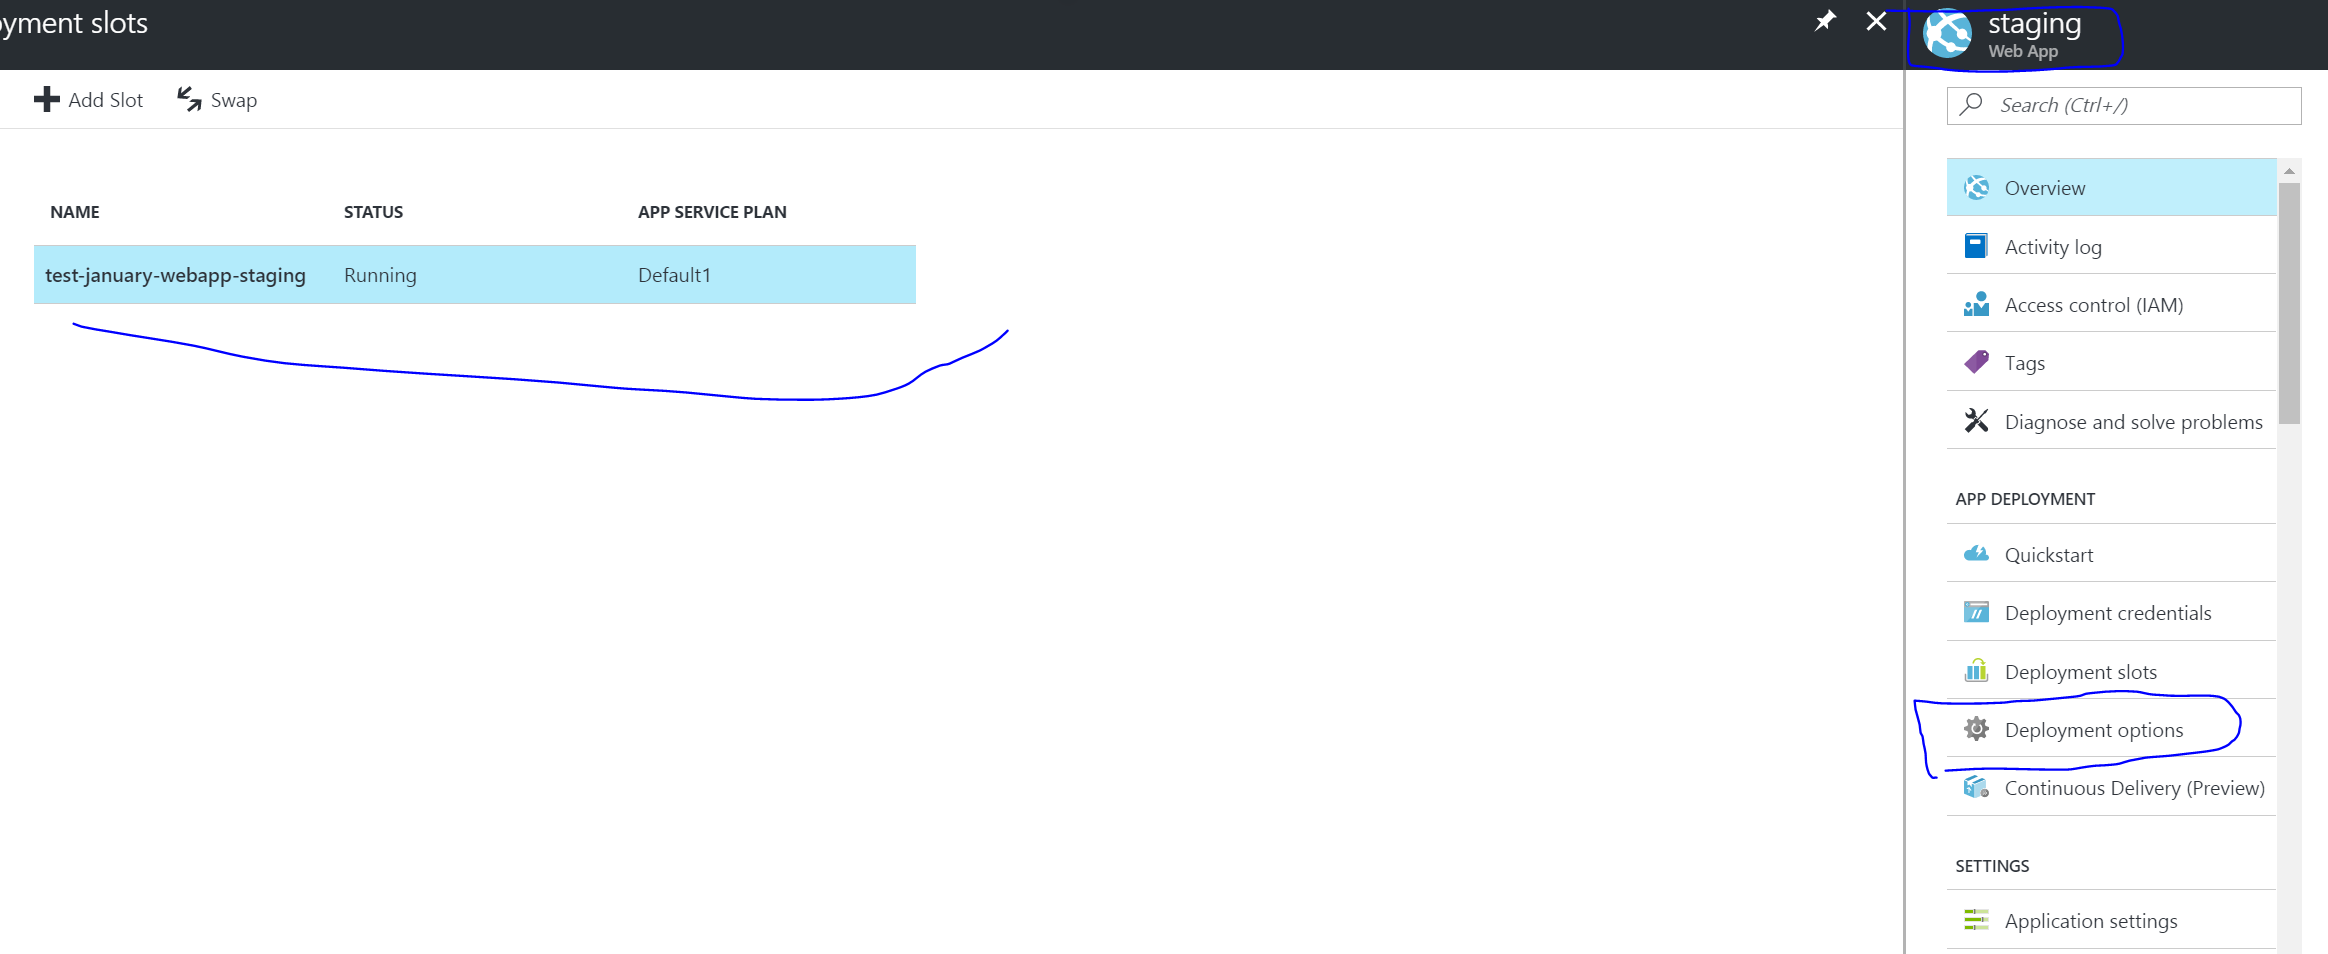 yment slots
Add Slot
Swap
NAME STATUS APP SERVICE PLAN
test-january-webapp-staging Running Default1
staging
Web App
Search (Ctrl+/)
Overview
Activity log
Access control (IAM)
Tags
Diagnose and solve problems
APP DEPLOYMENT
Quickstart
Deployment credentials
Deployment slots
Deployment options
Continuous Delivery (Preview)
SETTINGS
Application settings